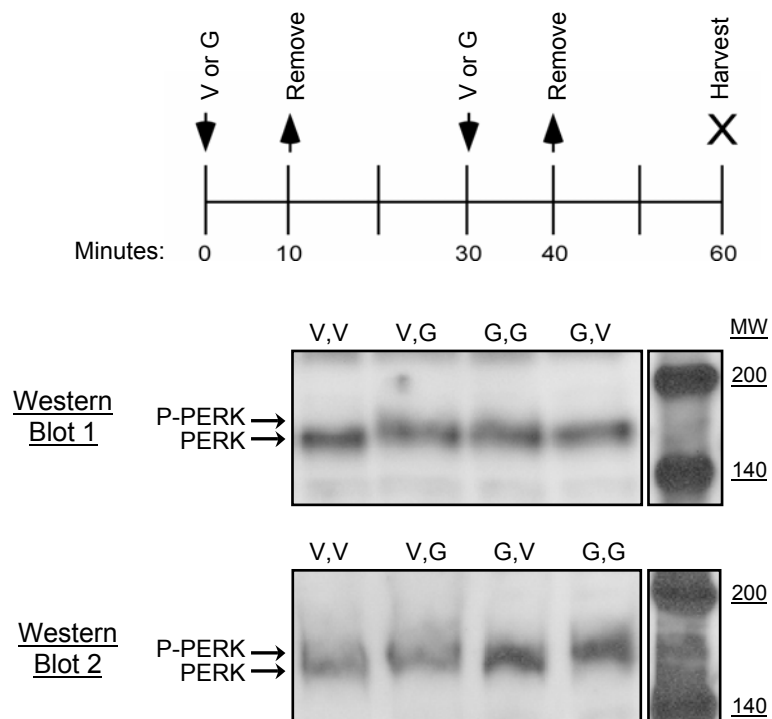 V or G
Remove
V or G
Remove
Harvest
Minutes: 0 10 30 40 60
V,V V,G G,G G,V MW
200
Western
Blot 1
P-PERK
PERK
140
V,V V,G G,V G,G
200
Western
Blot 2
P-PERK
PERK
140